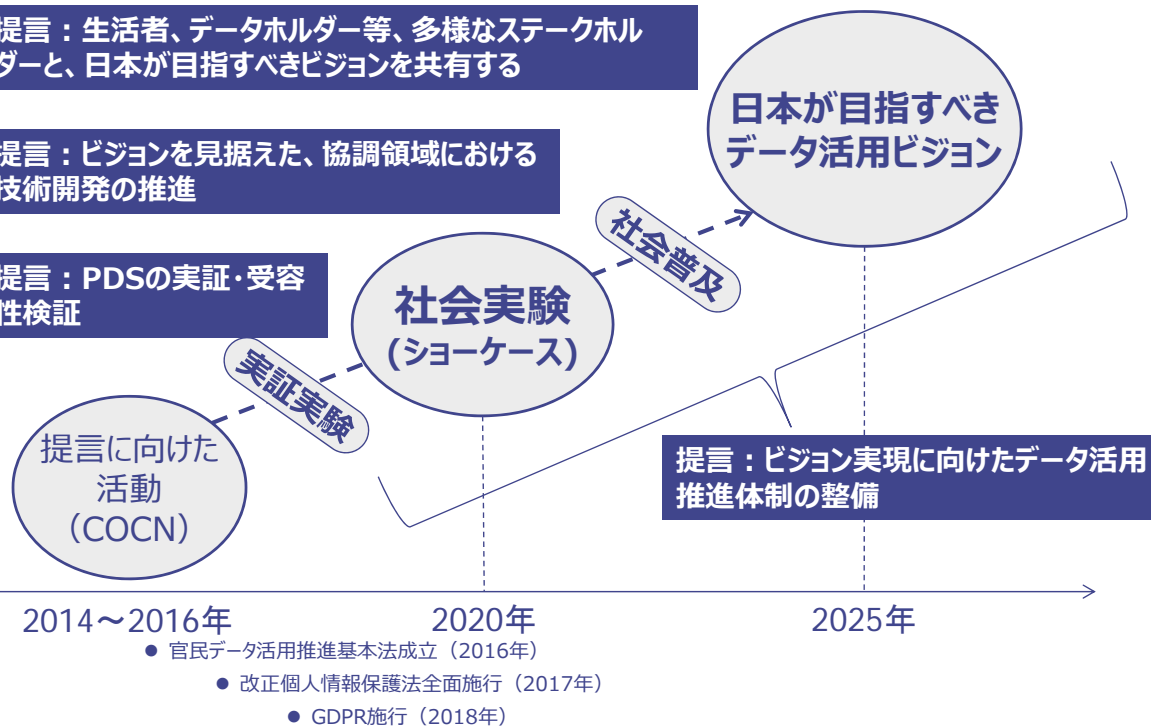 提言：生活者、データホルダー等、多様なステークホル
ダーと、日本が目指すべきビジョンを共有する
日本が目指すべき
データ活用ビジョン
提言：ビジョンを見据えた、協調領域における
技術開発の推進
社会普及
提言：PDSの実証・受容
性検証
社会実験
(ショーケース)
実証実験
提言に向けた
活動
（COCN）
提言：ビジョン実現に向けたデータ活用
推進体制の整備
2014～2016年
2020年
2025年
● 官民データ活用推進基本法成立（2016年）
● 改正個人情報保護法全面施行（2017年）
● GDPR施行（2018年）